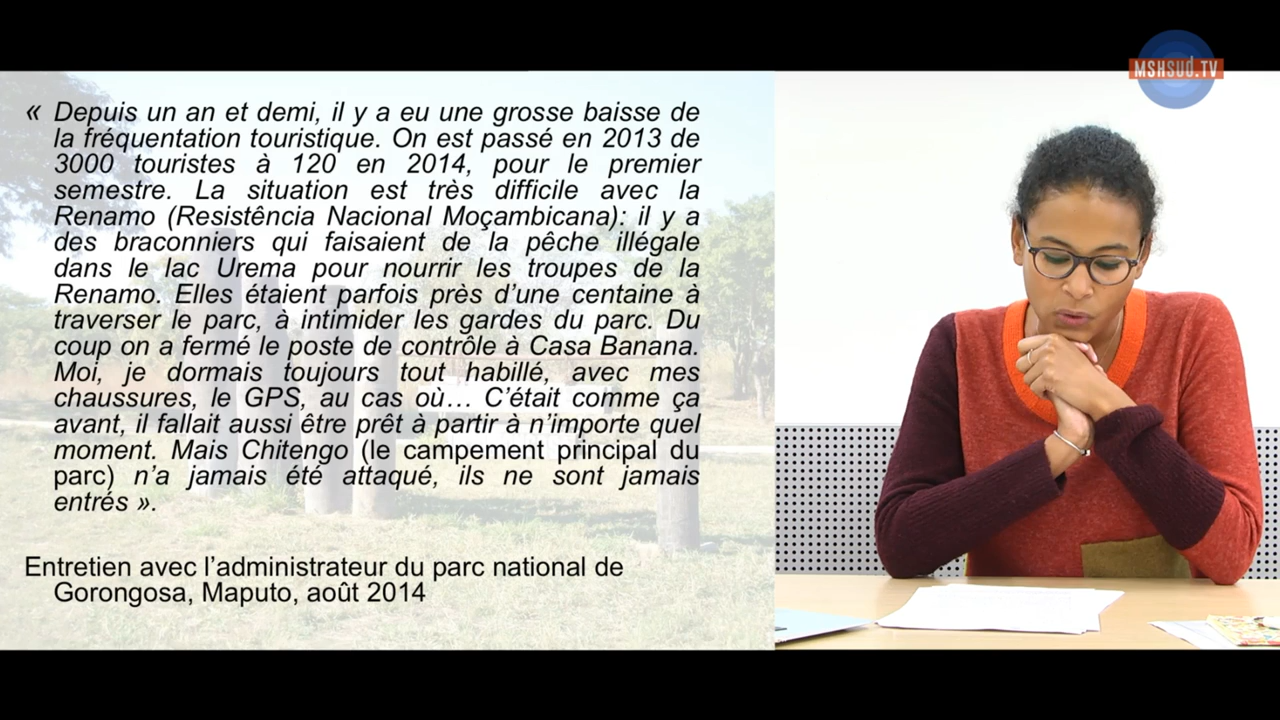 MSHSUD.TV
« Depuis un an et demi, il y a eu une grosse baisse de
la fréquentation touristique. On est passé en 2013 de
3000 touristes à 120 en 2014, pour le premier
semestre. La situation est très difficile avec la
Renamo (Resistência Nacional Moçambicana): il y a
des braconniers qui faisaient de la pêche illégale
dans le lac Urema pour nourrir les troupes de la
Renamo. Elles étaient parfois près d’une centaine à
traverser le parc, à intimider les gardes du parc. Du
coup on a fermé le poste de contrôle à Casa Banana.
Moi, je dormais toujours tout habillé, avec mes
chaussures, le GPS, au cas où… C’était comme ça
avant, il fallait aussi être prêt à partir à n’importe quel
moment. Mais Chitengo (le campement principal du
parc) n’a jamais été attaqué, ils ne sont jamais
entrés ».
Entretien avec l’administrateur du parc national de
Gorongosa, Maputo, août 2014